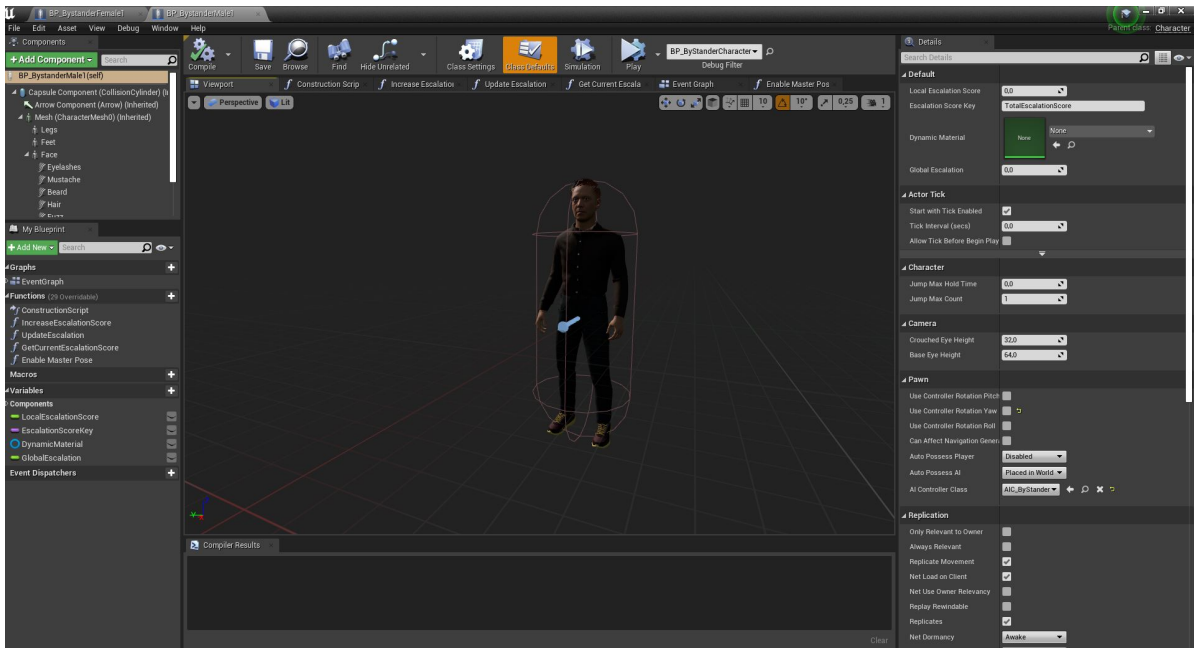 BP_BystanderFemale1
BP_BystanderMale1
File Edit Asset View Debug Window Help
Parent class: Character
Components
+Add Component
Search
BP_BystanderMale1(self)
Capsule Component (CollisionCylinder) (I
Arrow Component (Arrow) (Inherited)
Mesh (CharacterMesh0) (Inherited)
Legs
Feet
Face
Eyelashes
Mustache
Beard
Hair
Fuzz
My Blueprint
+Add New
Search
Graphs
EventGraph
Functions (29 Overridable)
ConstructionScript
IncreaseEscalationScore
UpdateEscalation
GetCurrentEscalationScore
Enable Master Pose
Macros
Variables
Components
LocalEscalationScore
EscalationScoreKey
DynamicMaterial
GlobalEscalation
Event Dispatchers
Compile Save Browse Find Hide Unrelated Class Settings Class Defaults Simulation Play
BP_ByStanderCharacter
Debug Filter
Viewport Construction Scrip Increase Escalatio Update Escalation Get Current Escala Event Graph Enable Master Pos
Perspective Lit
10 10° 0,25 1
Compiler Results
Clear
Details
Search Details
Default
Local Escalation Score 0,0
Escalation Score Key TotalEscalationScore
Dynamic Material None None
Global Escalation 0,0
Actor Tick
Start with Tick Enabled
Tick Interval (secs) 0,0
Allow Tick Before Begin Play
Character
Jump Max Hold Time 0,0
Jump Max Count 1
Camera
Crouched Eye Height 32,0
Base Eye Height 64,0
Pawn
Use Controller Rotation Pitch
Use Controller Rotation Yaw
Use Controller Rotation Roll
Can Affect Navigation Gener
Auto Possess Player Disabled
Auto Possess AI Placed in World
AI Controller Class AIC_ByStander
Replication
Only Relevant to Owner
Always Relevant
Replicate Movement
Net Load on Client
Net Use Owner Relevancy
Replay Rewindable
Replicates
Net Dormancy Awake